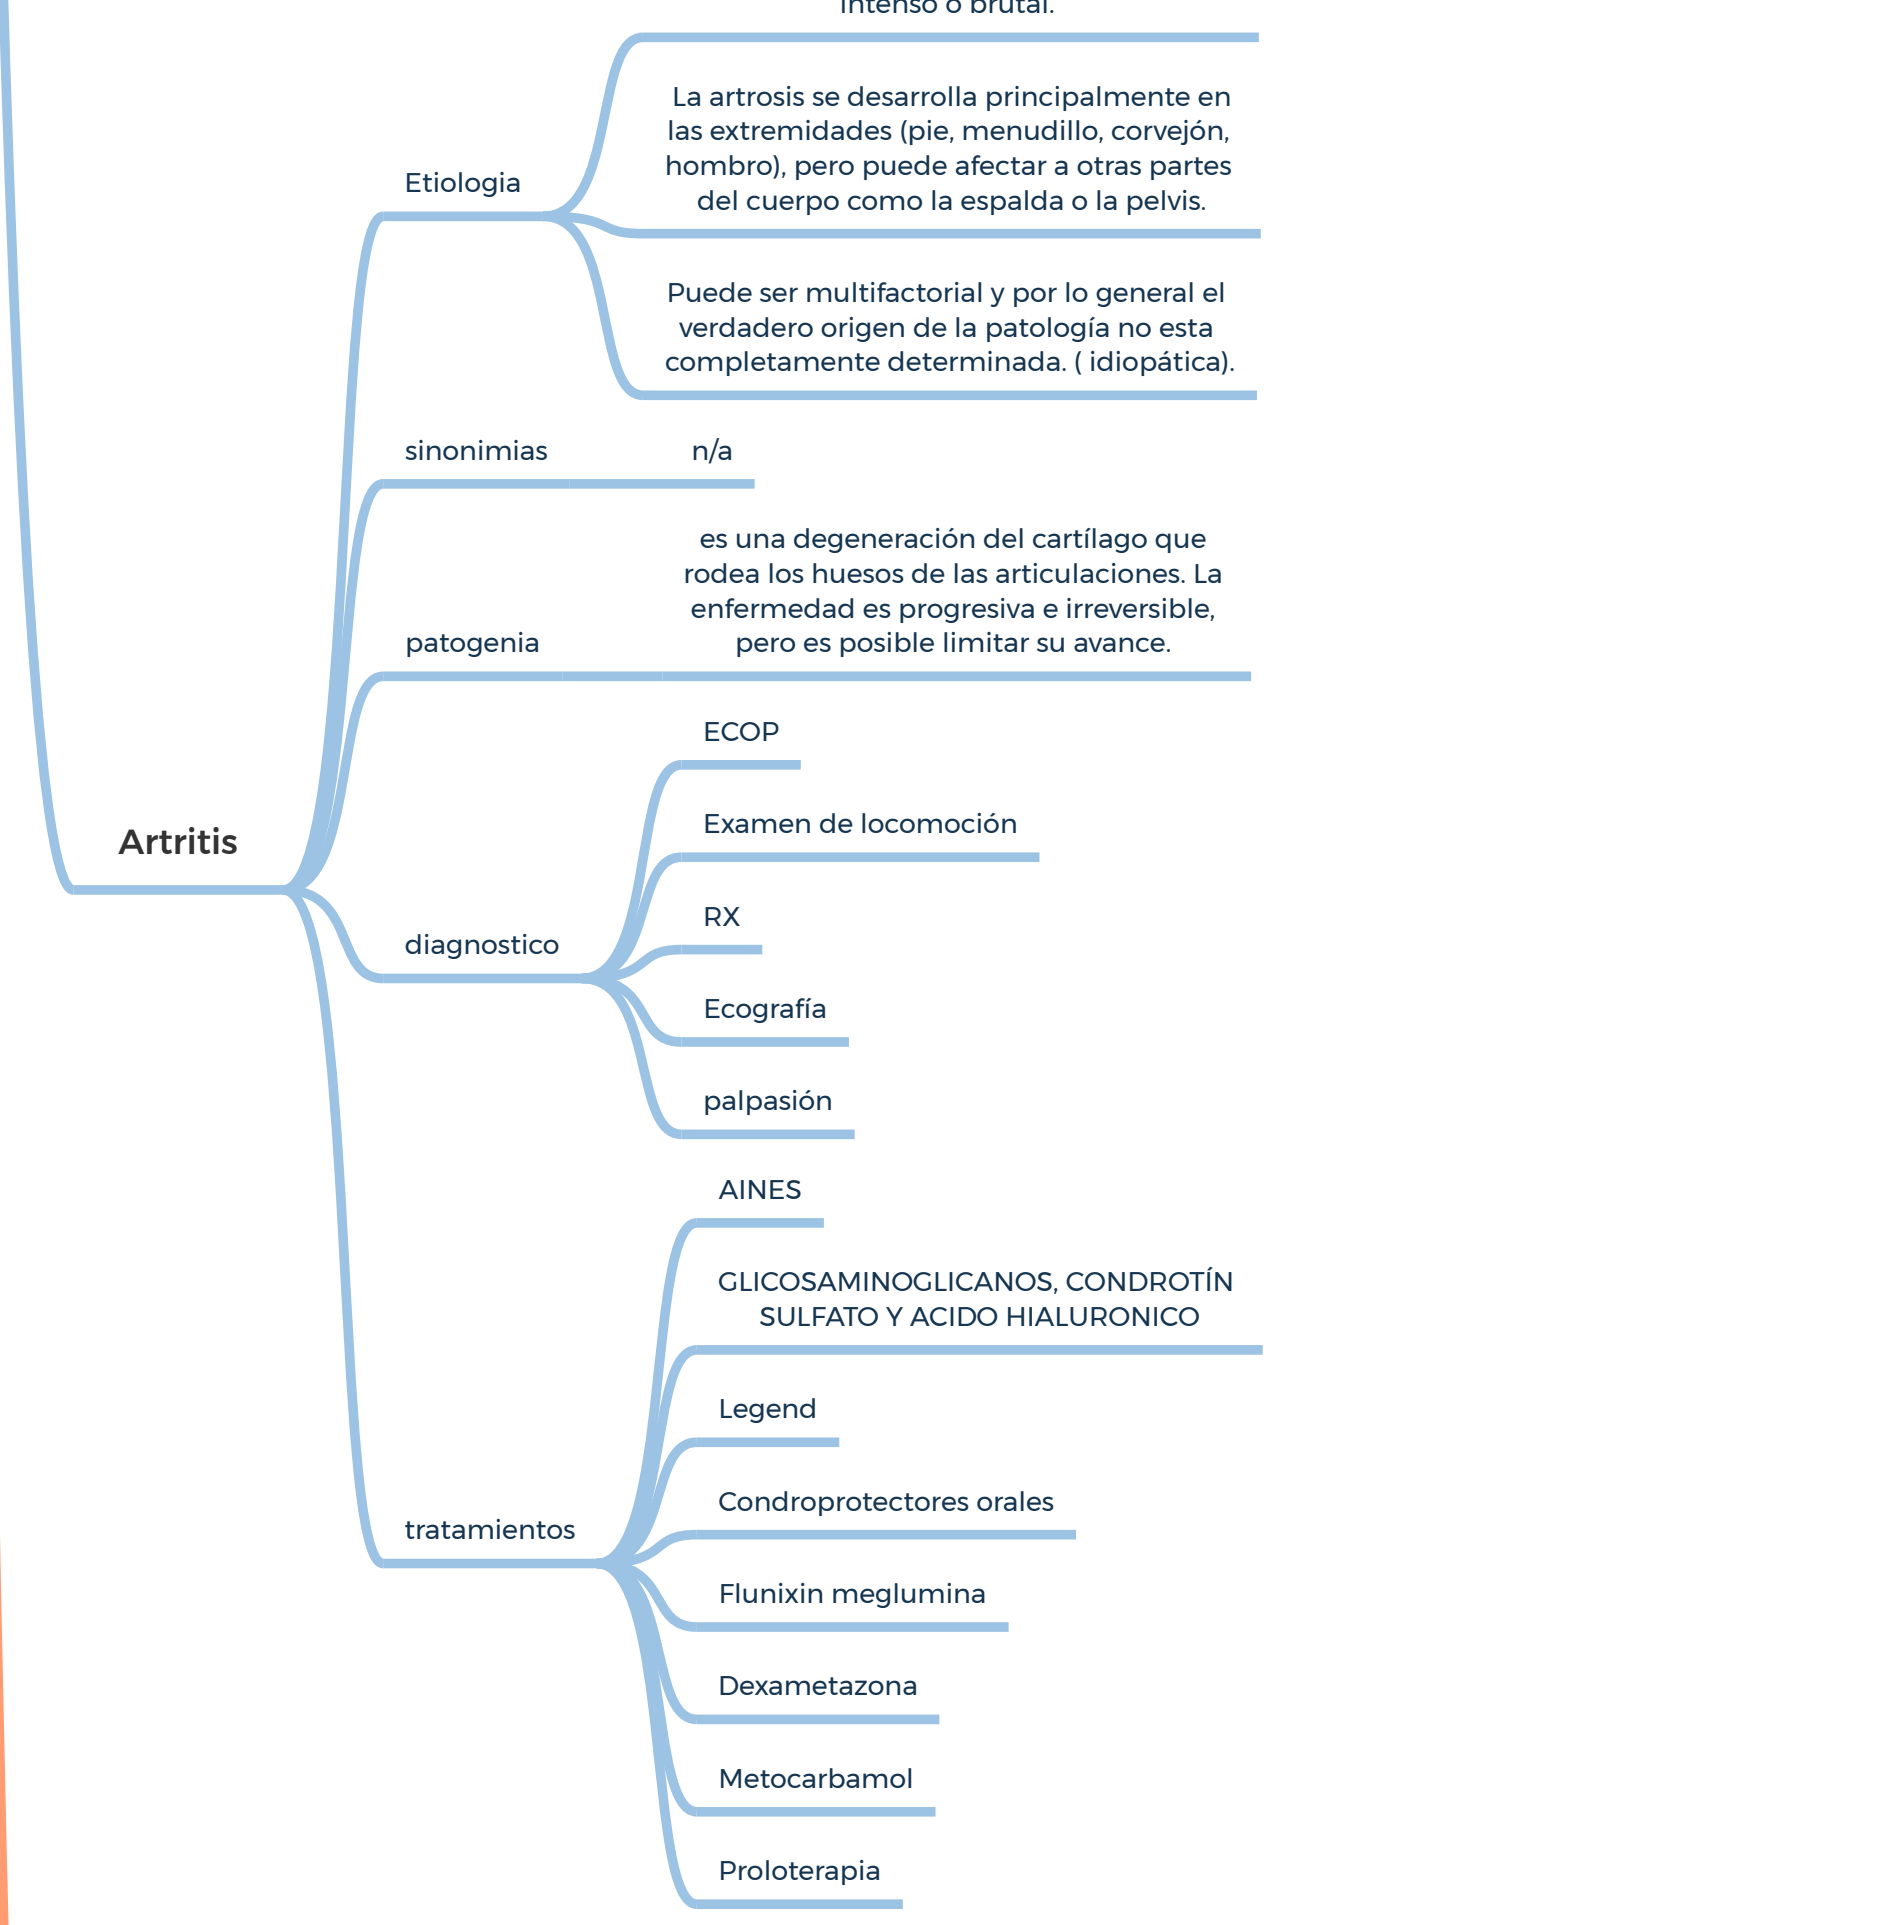 intenso o brutal.
La artrosis se desarrolla principalmente en
las extremidades (pie, menudillo, corvejón,
hombro), pero puede afectar a otras partes
del cuerpo como la espalda o la pelvis.
Etiologia
Puede ser multifactorial y por lo general el
verdadero origen de la patología no esta
completamente determinada. ( idiopática).
sinonimias
n/a
es una degeneración del cartílago que
rodea los huesos de las articulaciones. La
enfermedad es progresiva e irreversible,
pero es posible limitar su avance.
patogenia
ECOP
Examen de locomoción
Artritis
RX
diagnostico
Ecografía
palpasión
AINES
GLICOSAMINOGLICANOS, CONDROTÍN
SULFATO Y ACIDO HIALURONICO
Legend
Condroprotectores orales
tratamientos
Flunixin meglumina
Dexametazona
Metocarbamol
Proloterapia